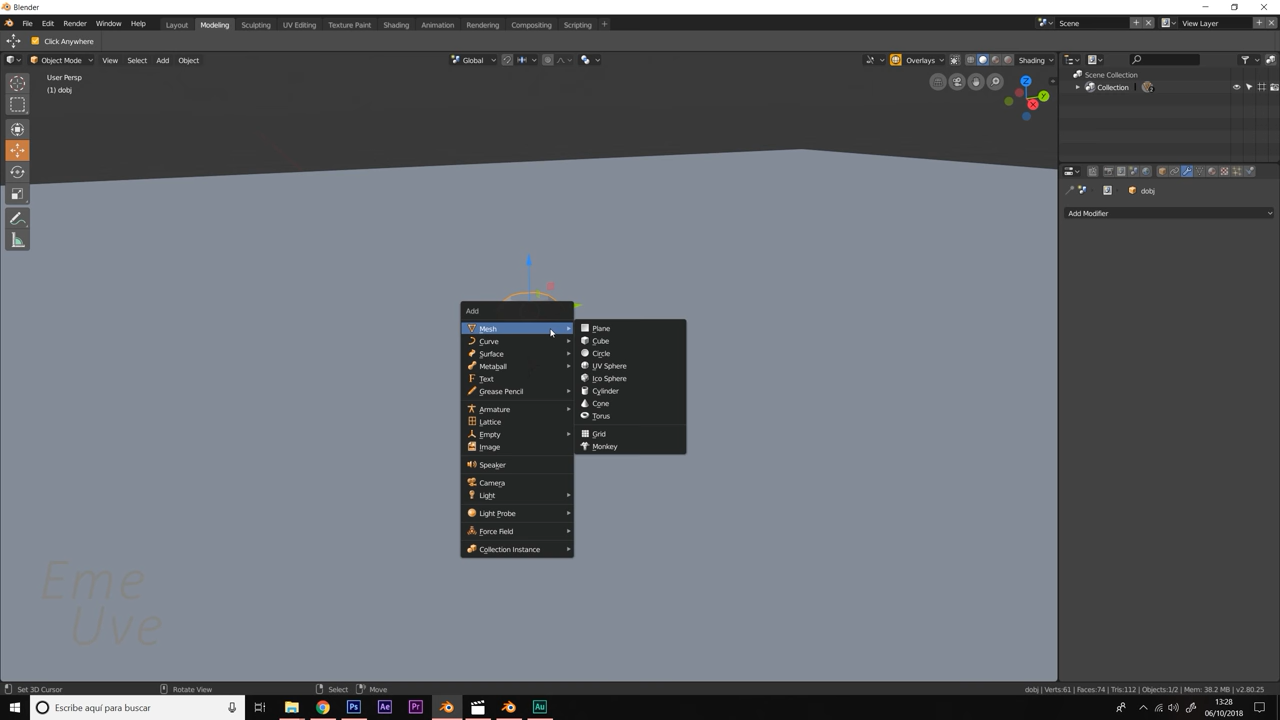 Blender
File Edit Render Window Help
Layout Modeling Sculpting UV Editing Texture Paint Shading Animation Rendering Compositing Scripting +
Scene
View Layer
Click Anywhere
Object Mode View Select Add Object
Global
Overlays
Shading
User Persp
(1) dobj
Z
Y
X
Scene Collection
Collection
dobj
Add Modifier
Add
Mesh
Curve
Surface
Metaball
Text
Grease Pencil
Armature
Lattice
Empty
Image
Speaker
Camera
Light
Light Probe
Force Field
Collection Instance
Plane
Cube
Circle
UV Sphere
Ico Sphere
Cylinder
Cone
Torus
Grid
Monkey
Eme
Uve
Set 3D Cursor
Rotate View
Select
Move
dobj | Verts:61 | Faces:74 | Tris:112 | Objects:1/2 | Mem: 38.2 MB | v2.80.25
Escribe aquí para buscar
Ps
Ae
Pr
Au
13:28
06/10/2018